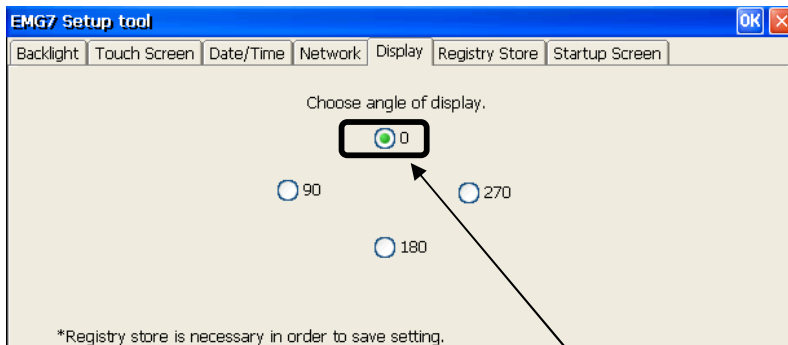 EMG7 Setup tool OK
Backlight Touch Screen Date/Time Network Display Registry Store Startup Screen
Choose angle of display.
0
90 270
180
*Registry store is necessary in order to save setting.